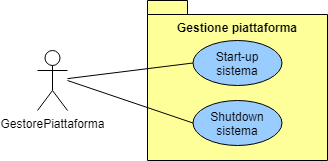 Gestione piattaforma
Start-up
sistema
GestorePiattaforma
Shutdown
sistema